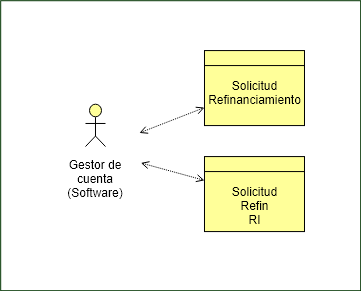 Solicitud
Refinanciamiento
Gestor de
cuenta
(Software)
Solicitud
Refin
RI